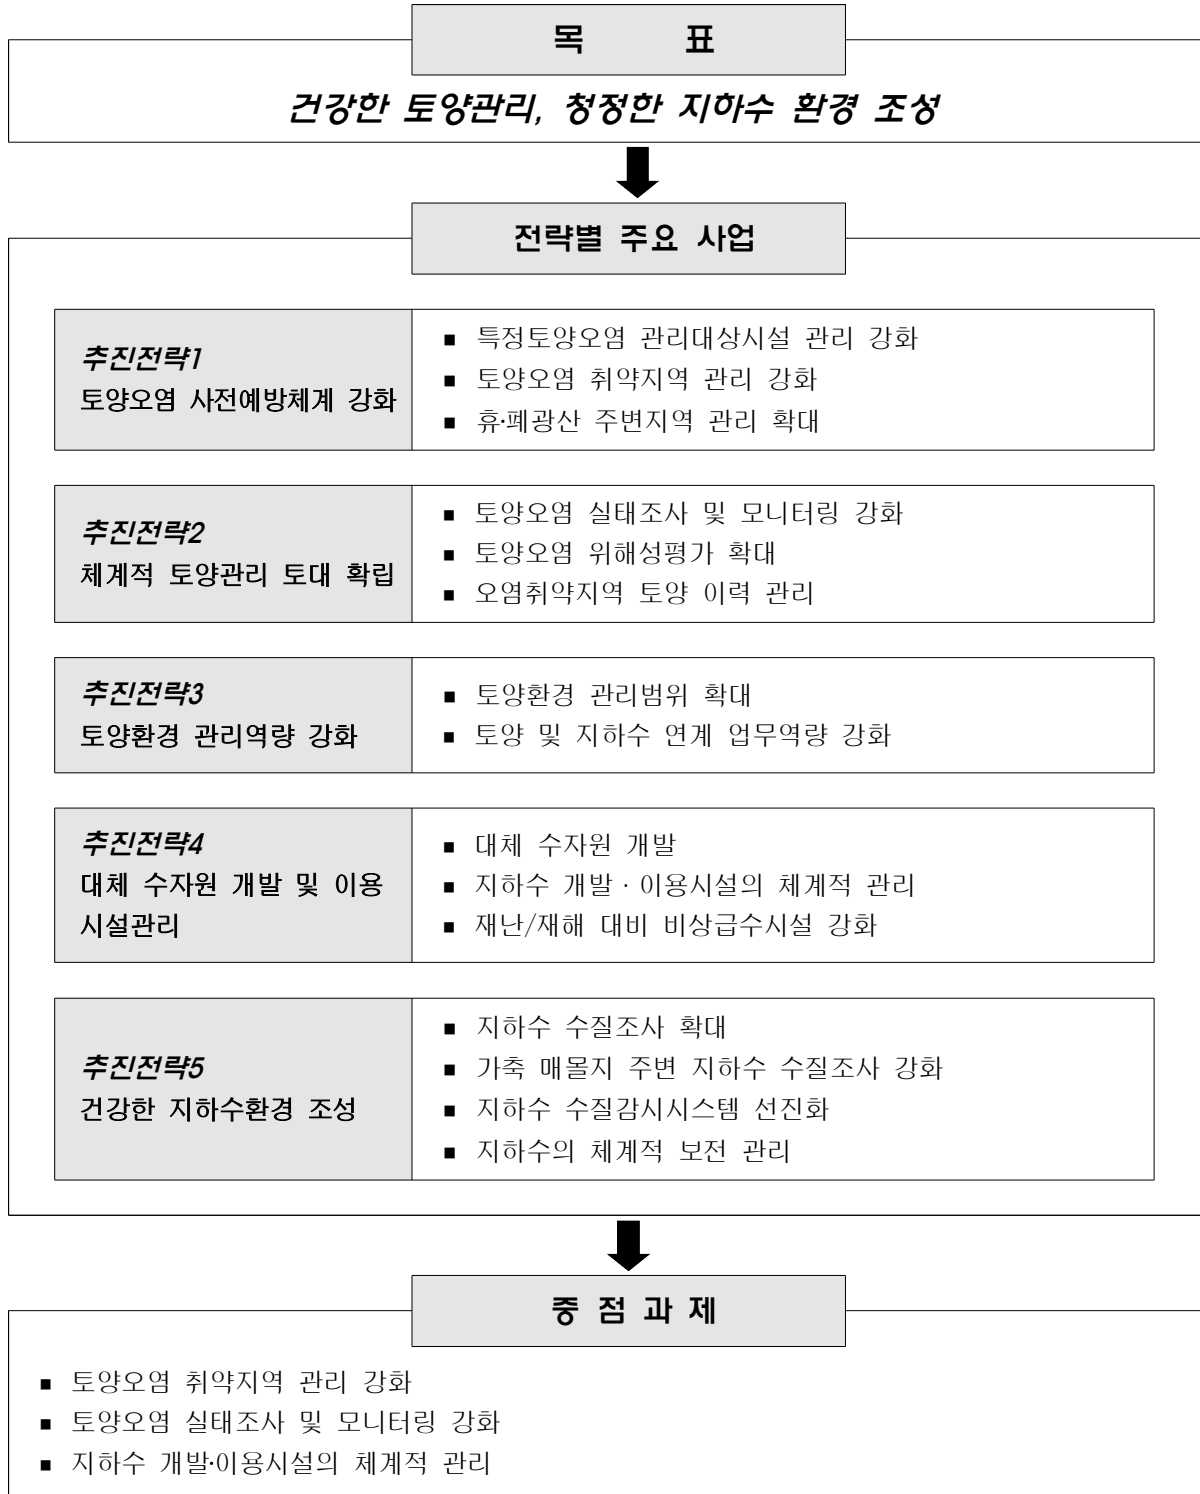 목 표
건강한 토양관리, 청정한 지하수 환경 조성
전략별 주요 사업
추진전략1
토양오염 사전예방체계 강화
■ 특정토양오염 관리대상시설 관리 강화
■ 토양오염 취약지역 관리 강화
■ 휴·폐광산 주변지역 관리 확대
추진전략2
체계적 토양관리 토대 확립
■ 토양오염 실태조사 및 모니터링 강화
■ 토양오염 위해성평가 확대
■ 오염취약지역 토양 이력 관리
추진전략3
토양환경 관리역량 강화
■ 토양환경 관리범위 확대
■ 토양 및 지하수 연계 업무역량 강화
추진전략4
대체 수자원 개발 및 이용
시설관리
■ 대체 수자원 개발
■ 지하수 개발 · 이용시설의 체계적 관리
■ 재난/재해 대비 비상급수시설 강화
추진전략5
건강한 지하수환경 조성
■ 지하수 수질조사 확대
■ 가축 매몰지 주변 지하수 수질조사 강화
■ 지하수 수질감시시스템 선진화
■ 지하수의 체계적 보전 관리
중 점 과 제
■ 토양오염 취약지역 관리 강화
■ 토양오염 실태조사 및 모니터링 강화
■ 지하수 개발·이용시설의 체계적 관리